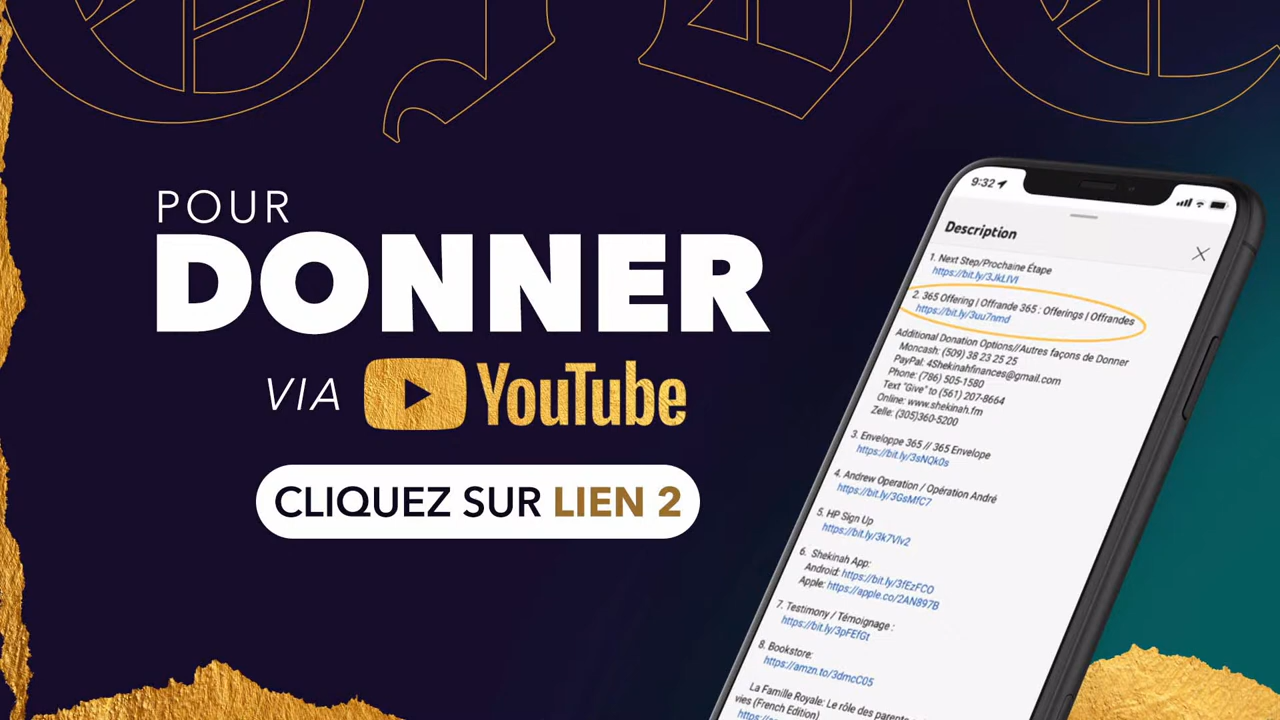 POUR
DONNER
VIA YouTube
CLIQUEZ SUR LIEN 2
9:32
Description
1. Next Step/Prochaine Étape
https://bit.ly/3JkLIVI
2. 365 Offering | Offrande 365 : Offerings | Offrandes
https://bit.ly/3uu7nmd
Additional Donation Options//Autres façons de Donner
Moncash: (509) 38 23 25 25
PayPal: 4Shekinahfinances@gmail.com
Phone: (786) 505-1580
Text "Give" to (561) 207-8664
Online: www.shekinah.fm
Zelle: (305)360-5200
3. Enveloppe 365 // 365 Envelope
https://bit.ly/3sNQk0s
4. Andrew Operation / Opération André
https://bit.ly/3GsMfC7
5. HP Sign Up
https://bit.ly/3k7Vlv2
6. Shekinah App:
Android: https://bit.ly/3fEzFCO
Apple: https://apple.co/2AN897B
7. Testimony / Témoignage :
https://bit.ly/3pFEfGt
8. Bookstore:
https://amzn.to/3dmcC05
La Famille Royale: Le rôle des parents
vies (French Edition)